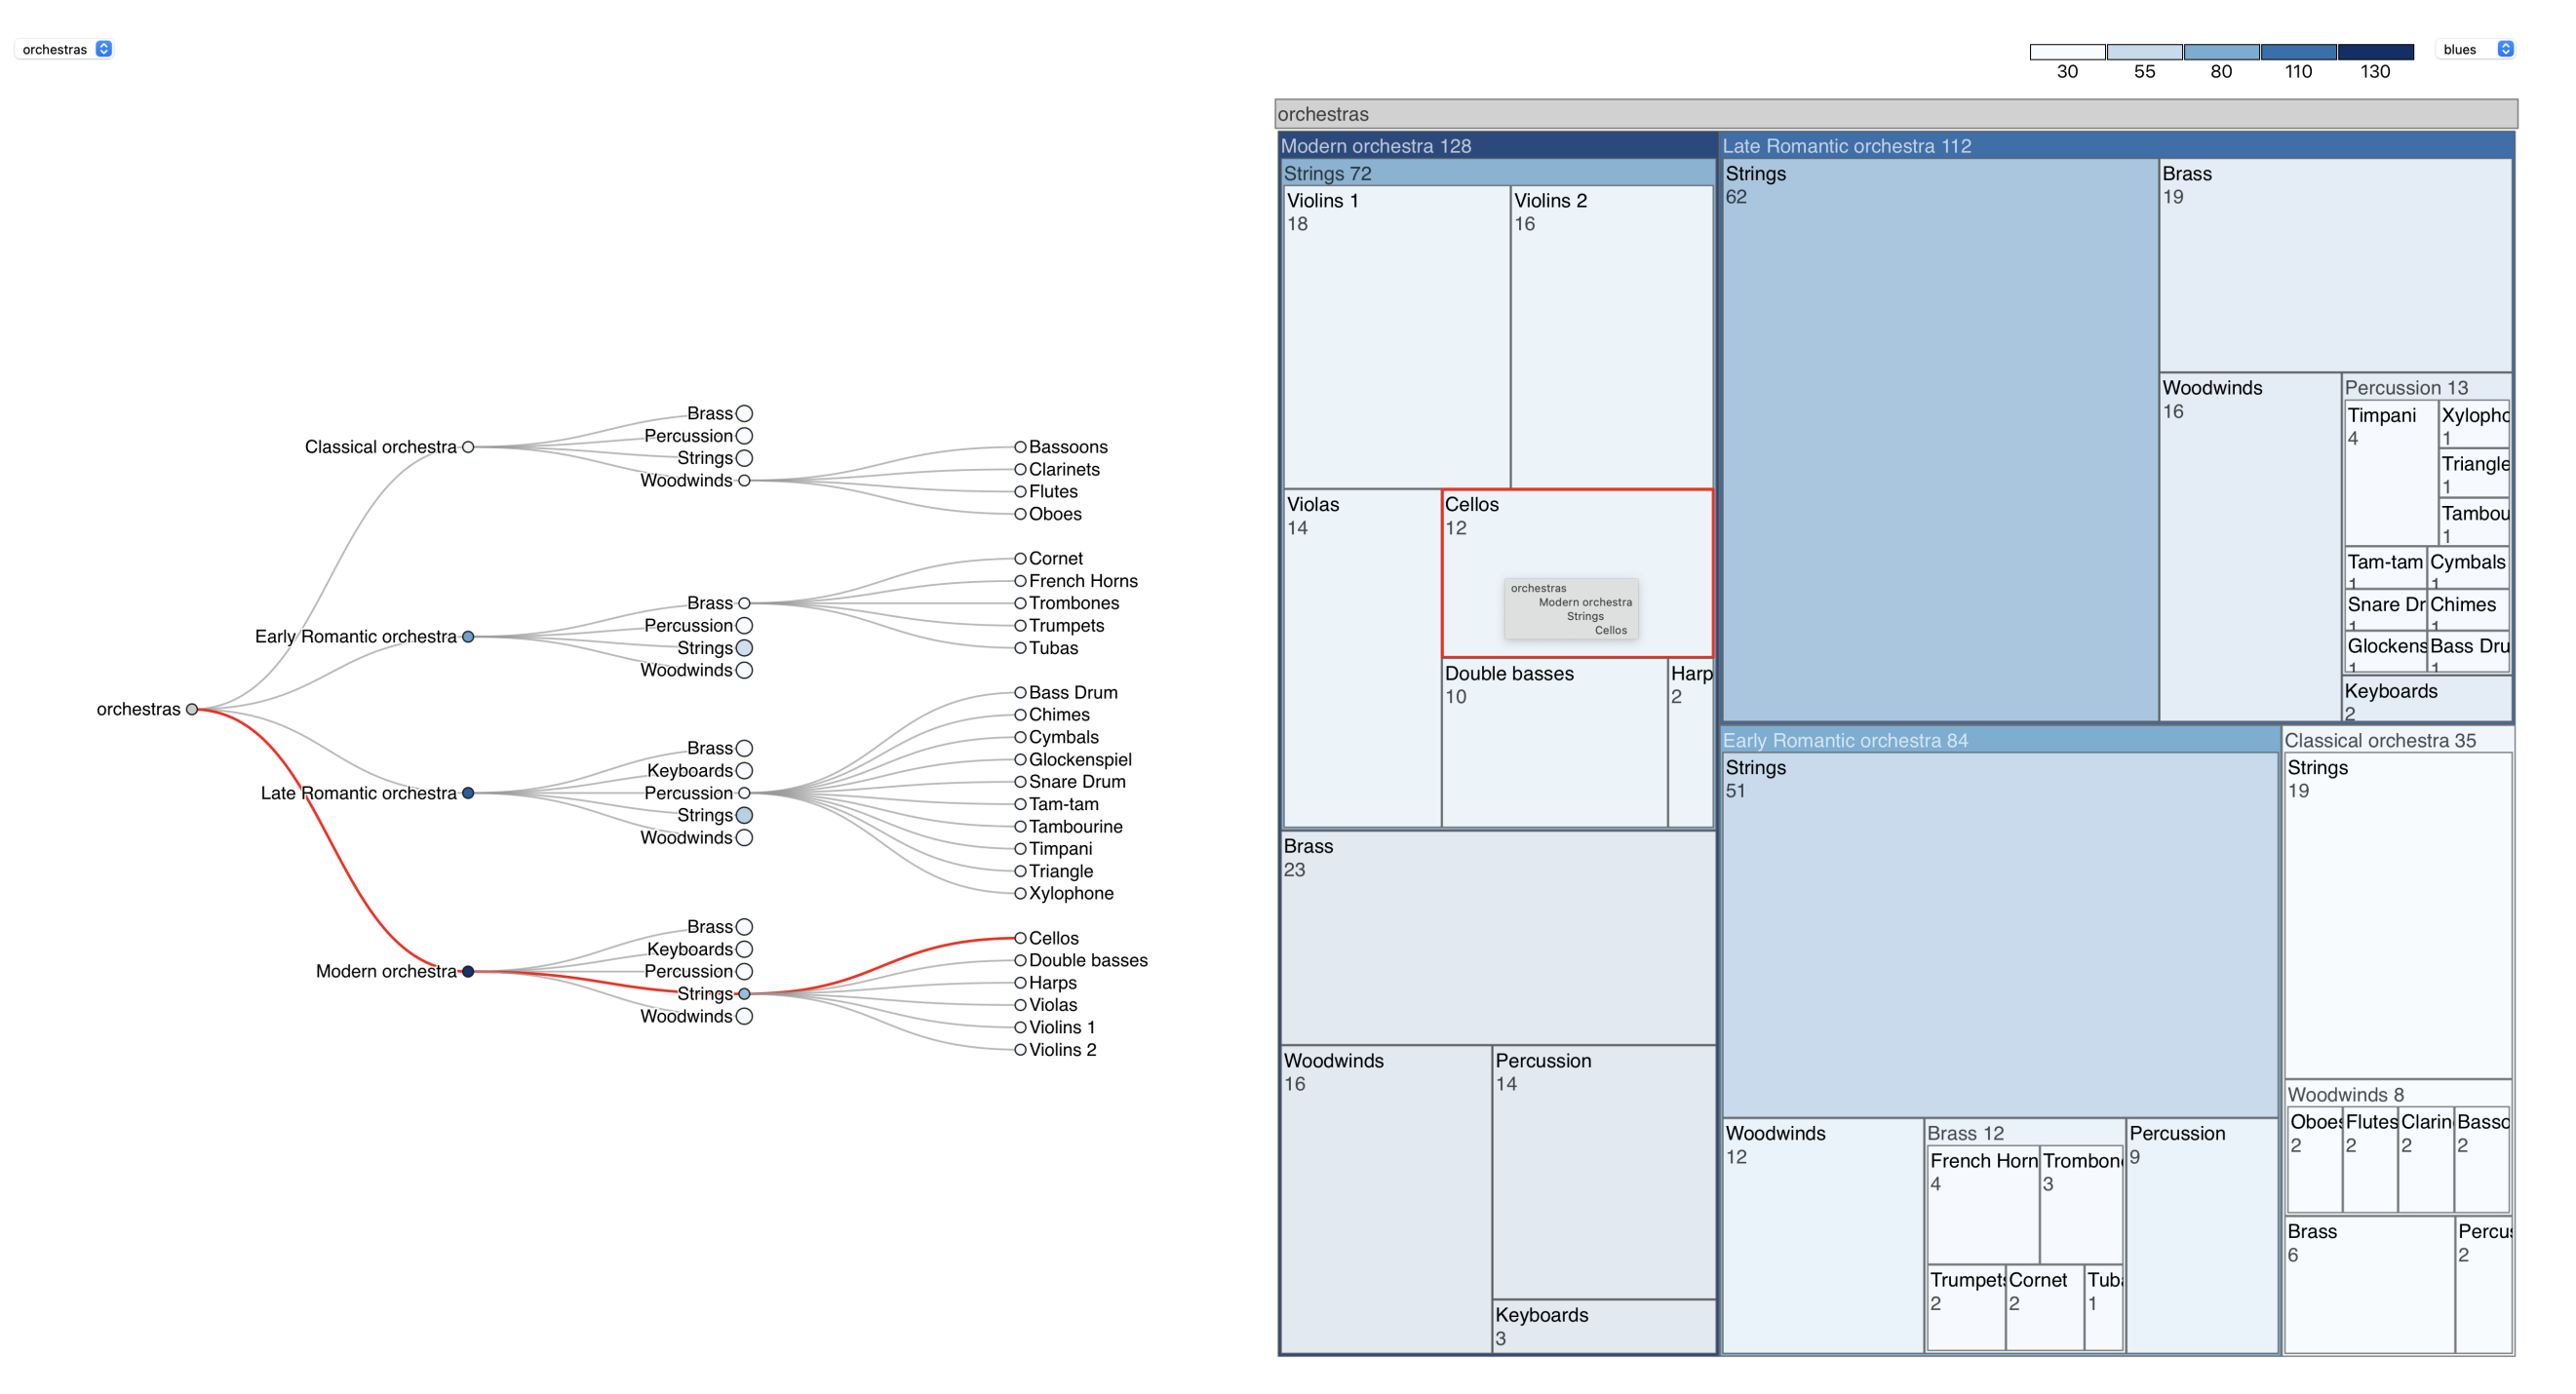 orchestras
blues
30 55 80 110 130
Classical orchestra
Brass
Percussion
Strings
Woodwinds
Bassoons
Clarinets
Flutes
Oboes
Early Romantic orchestra
Brass
Percussion
Strings
Woodwinds
Cornet
French Horns
Trombones
Trumpets
Tubas
orchestras
Late Romantic orchestra
Brass
Keyboards
Percussion
Strings
Woodwinds
Bass Drum
Chimes
Cymbals
Glockenspiel
Snare Drum
Tam-tam
Tambourine
Timpani
Triangle
Xylophone
Modern orchestra
Brass
Keyboards
Percussion
Strings
Woodwinds
Cellos
Double basses
Harps
Violas
Violins 1
Violins 2
orchestras
Modern orchestra 128
Strings 72
Violins 1
18
Violins 2
16
Violas
14
Cellos
12
orchestras
Modern orchestra
Strings
Cellos
Double basses
10
Harp
2
Brass
23
Woodwinds
16
Percussion
14
Keyboards
3
Late Romantic orchestra 112
Strings
62
Brass
19
Woodwinds
16
Percussion 13
Timpani
4
Xylopho
1
Triangle
1
Tambou
1
Tam-tam
1
Cymbals
1
Snare Dr
1
Chimes
1
Glockens
1
Bass Dru
1
Keyboards
2
Early Romantic orchestra 84
Strings
51
Woodwinds
12
Brass 12
French Horn
4
Trombon
3
Trumpets
2
Cornet
2
Tuba
1
Percussion
9
Classical orchestra 35
Strings
19
Woodwinds 8
Oboes
2
Flutes
2
Clarin
2
Basso
2
Brass
6
Percus
2